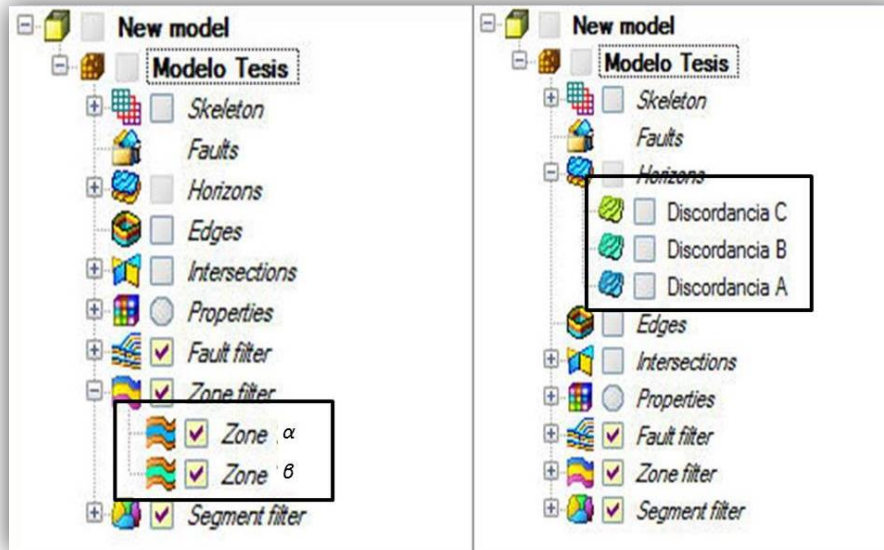 New model
Modelo Tesis
Skeleton
Faults
Horizons
Edges
Intersections
Properties
Fault filter
Zone filter
Zone α
Zone β
Segment filter
New model
Modelo Tesis
Skeleton
Faults
Horizons
Discordancia C
Discordancia B
Discordancia A
Edges
Intersections
Properties
Fault filter
Zone filter
Segment filter